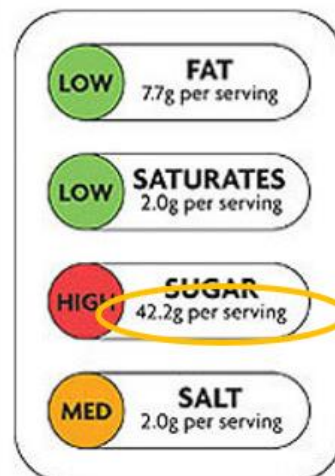 LOW
FAT
7.7g per serving
LOW
SATURATES
2.0g per serving
HIGH
SUGAR
42.2g per serving
MED
SALT
2.0g per serving